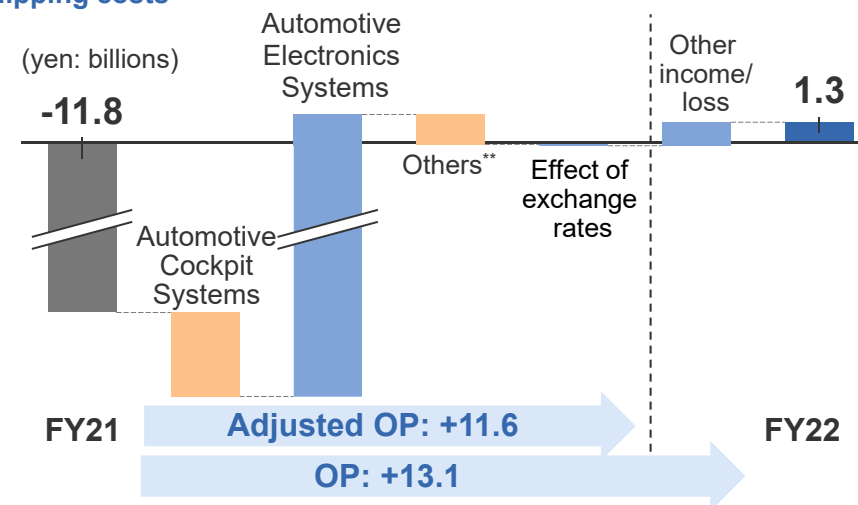 (yen: billions)
-11.8
Automotive
Cockpit
Systems
Automotive
Electronics
Systems
Others**
Effect of
exchange
rates
Other
income/
loss
1.3
FY21
FY22
Adjusted OP: +11.6
OP: +13.1